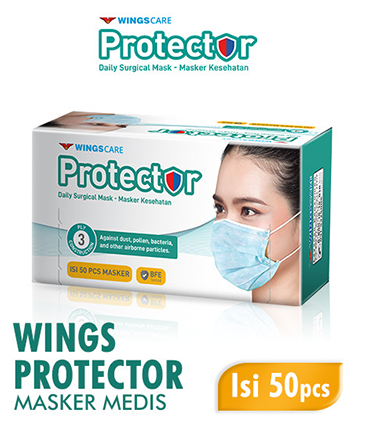 WINGSCARE
Protector
Daily Surgical Mask - Masker Kesehatan
WINGSCARE
Protector
Daily Surgical Mask - Masker Kesehatan
PLY
3
PROTECTION
Against dust, pollen, bacteria,
and other airborne particles.
ISI 50 PCS MASKER
BFE
WINGS
PROTECTOR
MASKER MEDIS
Isi 50pcs